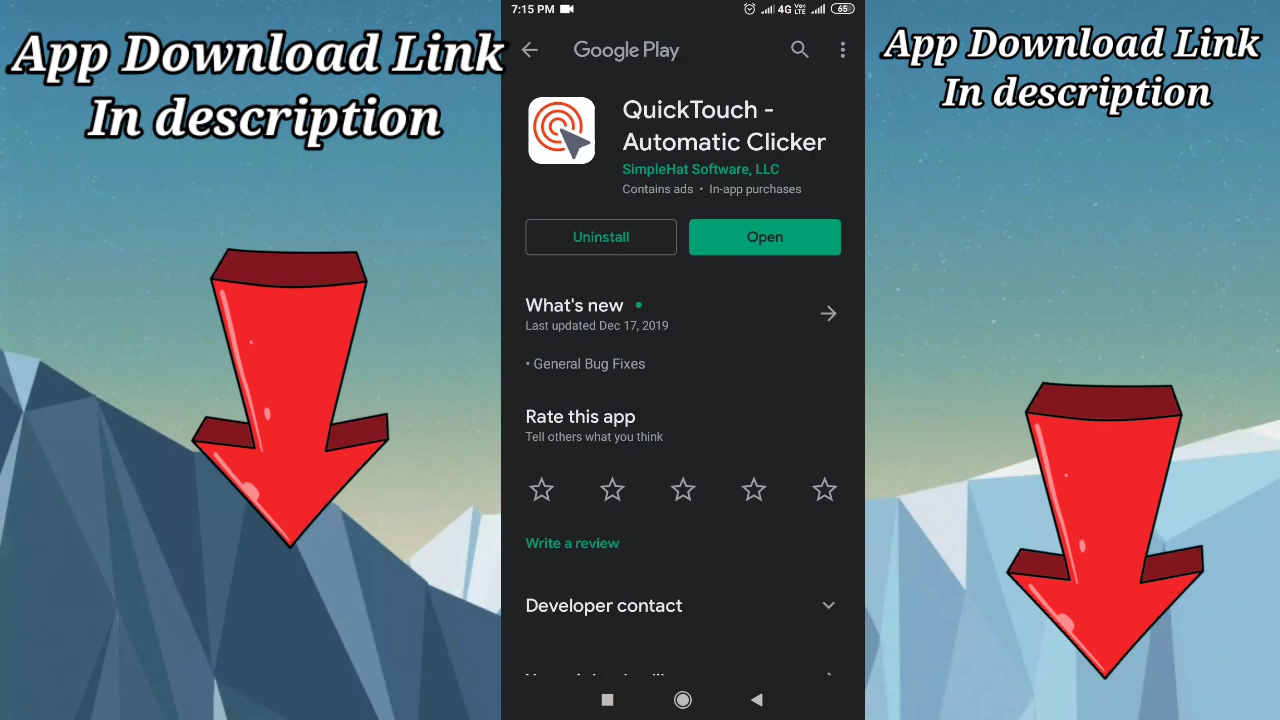 App Download Link
In description
7:15 PM
4G
VoLTE
65
Google Play
QuickTouch -
Automatic Clicker
SimpleHat Software, LLC
Contains ads • In-app purchases
Uninstall
Open
What's new
Last updated Dec 17, 2019
• General Bug Fixes
Rate this app
Tell others what you think
Write a review
Developer contact
App Download Link
In description